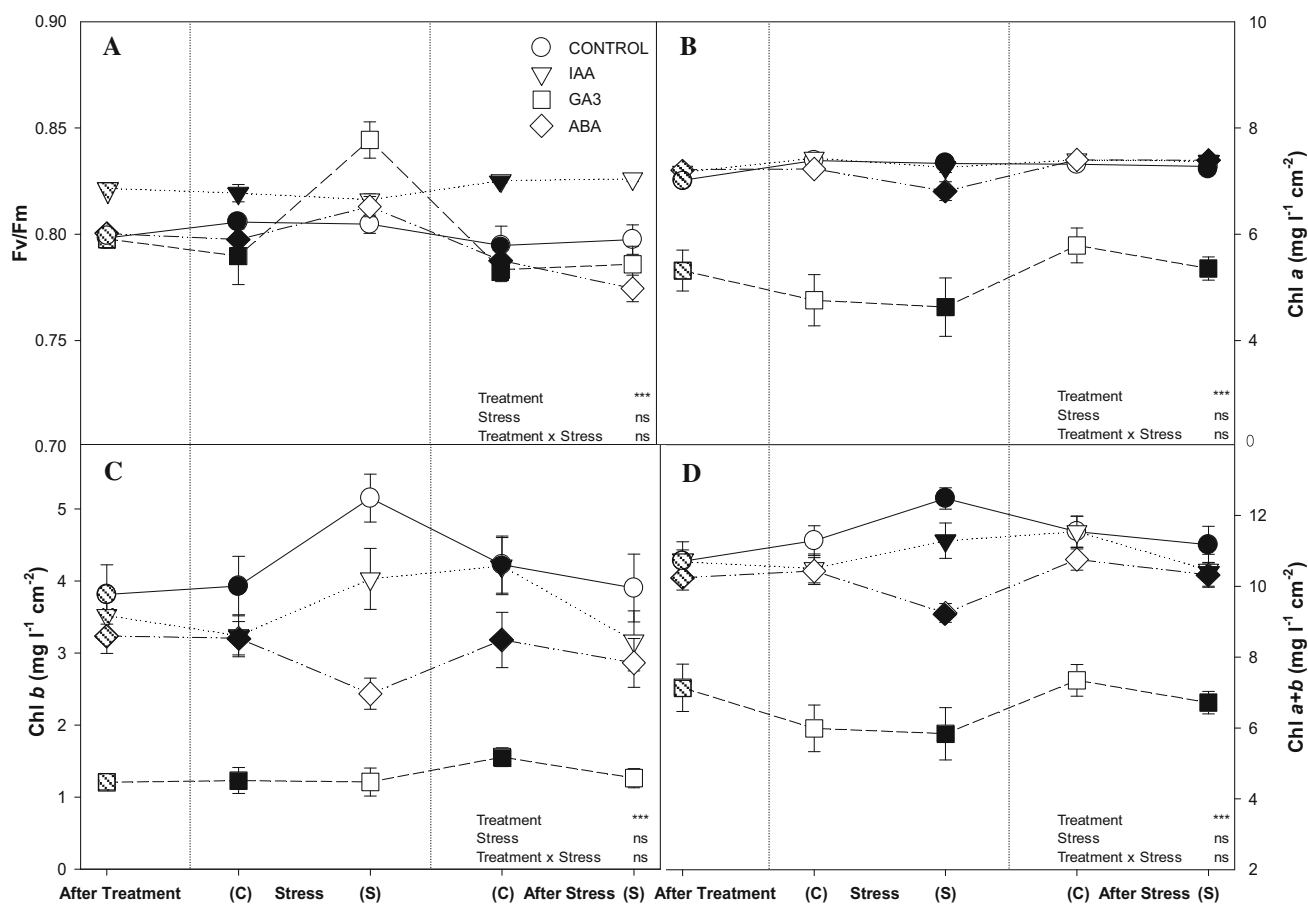 A
0.90
0.85
0.80
0.75
0.70
Fv/Fm
CONTROL
IAA
GA3
ABA
Treatment ***
Stress ns
Treatment x Stress ns
B
10
8
6
4
0
Chl a (mg l-1 cm-2)
Treatment ***
Stress ns
Treatment x Stress ns
C
5
4
3
2
1
0
Chl b (mg l-1 cm-2)
Treatment ***
Stress ns
Treatment x Stress ns
After Treatment (C) Stress (S) (C) After Stress (S)
D
12
10
8
6
4
2
Chl a+b (mg l-1 cm-2)
Treatment ***
Stress ns
Treatment x Stress ns
After Treatment (C) Stress (S) (C) After Stress (S)